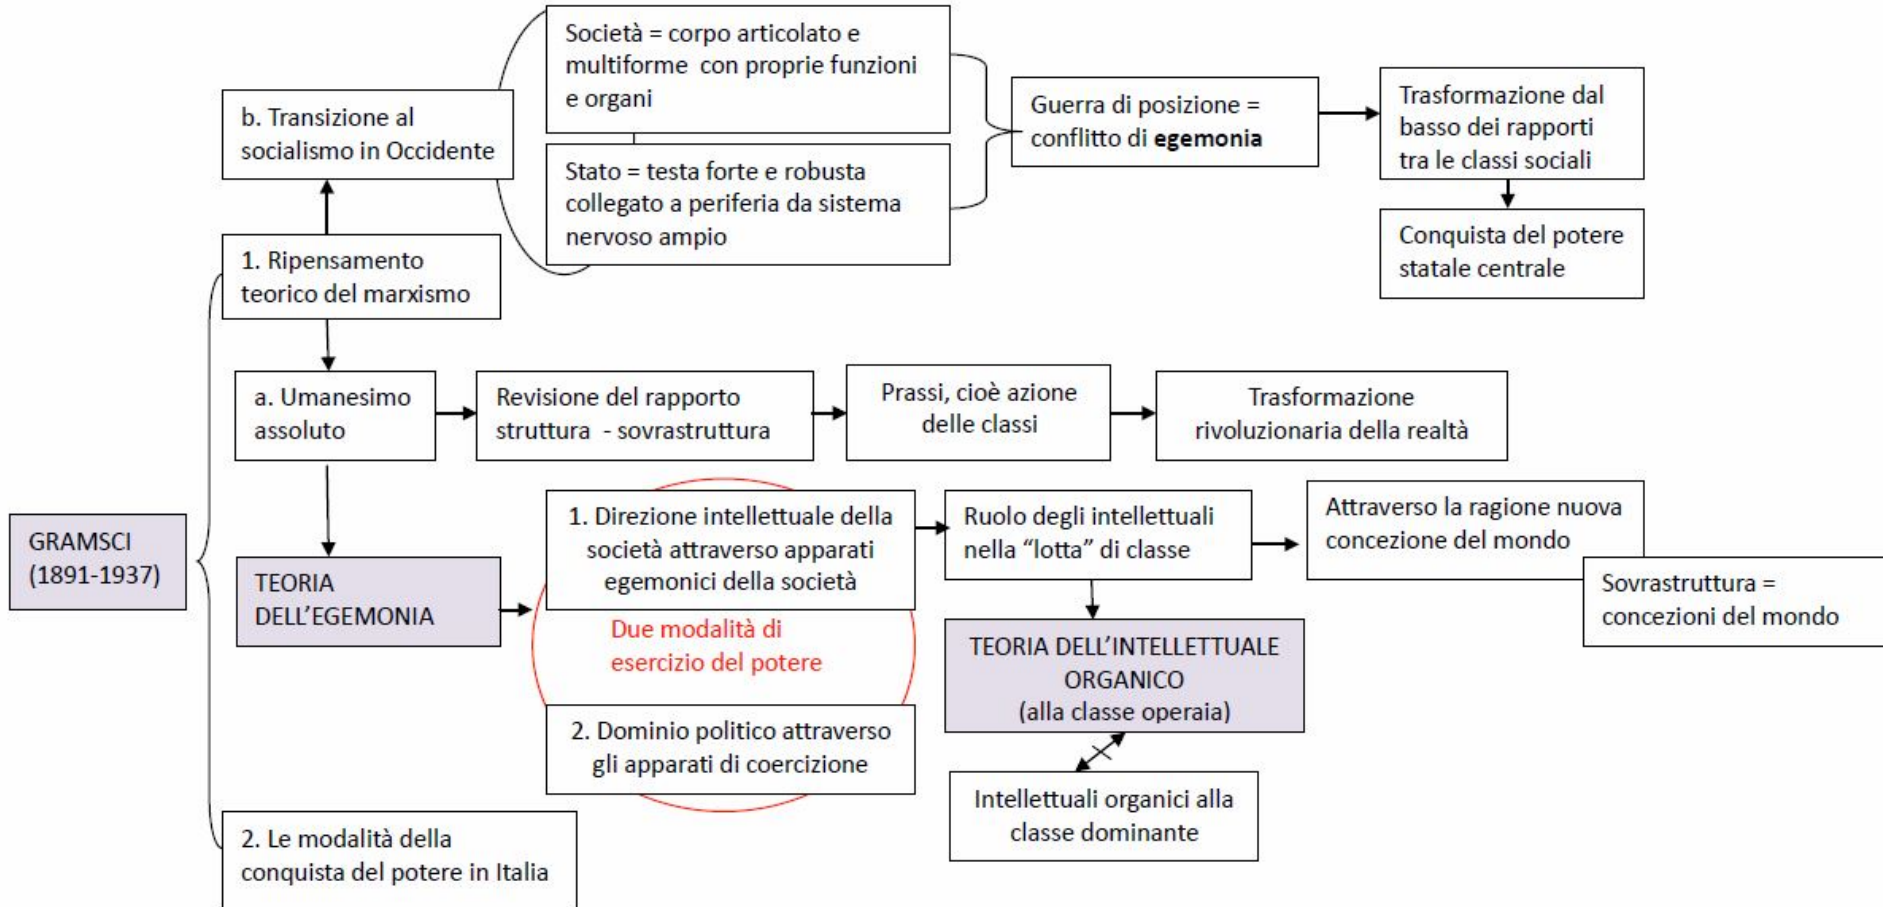 Società = corpo articolato e
multiforme con proprie funzioni
e organi
b. Transizione al
socialismo in Occidente
Stato = testa forte e robusta
collegato a periferia da sistema
nervoso ampio
Guerra di posizione =
conflitto di egemonia
Trasformazione dal
basso dei rapporti
tra le classi sociali
Conquista del potere
statale centrale
1. Ripensamento
teorico del marxismo
a. Umanesimo
assoluto
Revisione del rapporto
struttura - sovrastruttura
Prassi, cioè azione
delle classi
Trasformazione
rivoluzionaria della realtà
GRAMSCI
(1891-1937)
TEORIA
DELL’EGEMONIA
1. Direzione intellettuale della
società attraverso apparati
egemonici della società
Due modalità di
esercizio del potere
2. Dominio politico attraverso
gli apparati di coercizione
Ruolo degli intellettuali
nella “lotta” di classe
Attraverso la ragione nuova
concezione del mondo
Sovrastruttura =
concezioni del mondo
TEORIA DELL’INTELLETTUALE
ORGANICO
(alla classe operaia)
Intellettuali organici alla
classe dominante
2. Le modalità della
conquista del potere in Italia